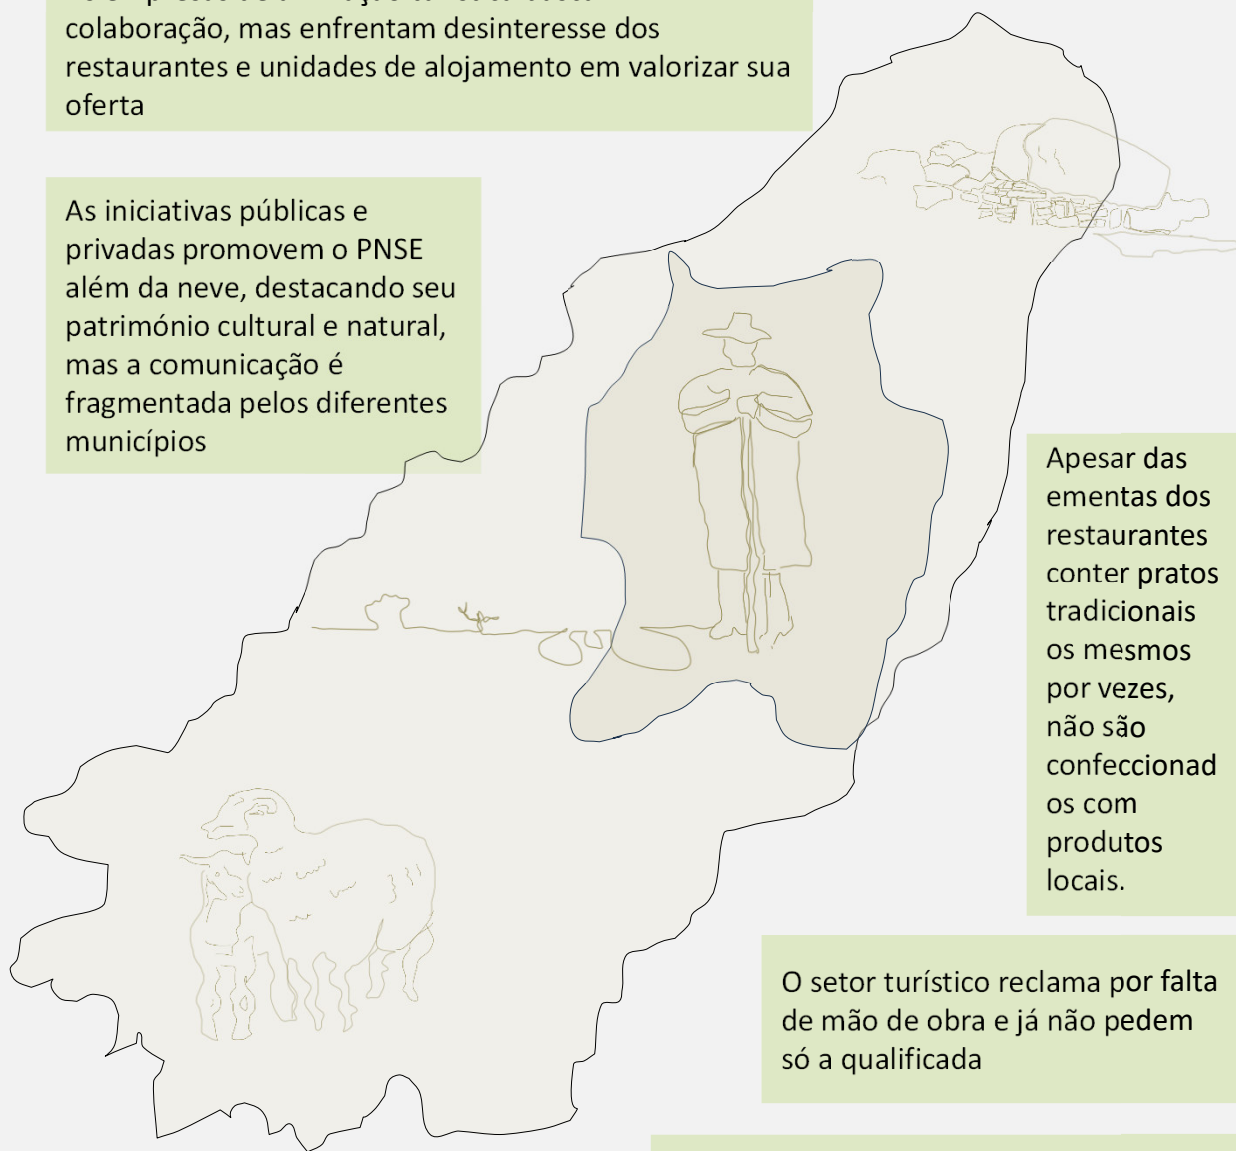 colaboração, mas enfrentam desinteresse dos
restaurantes e unidades de alojamento em valorizar sua
oferta
As iniciativas públicas e
privadas promovem o PNSE
além da neve, destacando seu
património cultural e natural,
mas a comunicação é
fragmentada pelos diferentes
municípios
Apesar das
ementas dos
restaurantes
conter pratos
tradicionais
os mesmos
por vezes,
não são
confeccionad
os com
produtos
locais.
O setor turístico reclama por falta
de mão de obra e já não pedem
só a qualificada